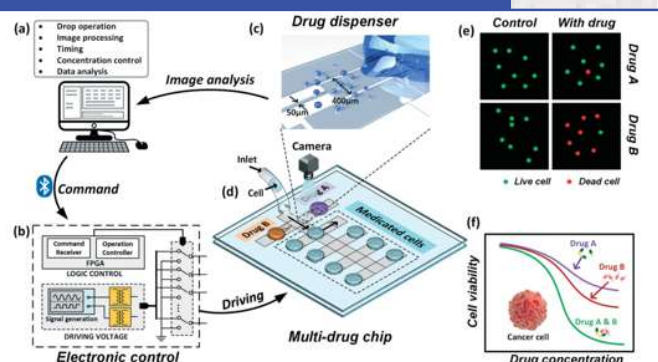 (a)
• Drop operation
• Image processing
• Timing
• Concentration control
• Data analysis
Image analysis
Command
(b)
Command Receiver
Operation Controller
FPGA
LOGIC CONTROL
Signal generation
DRIVING VOLTAGE
Electronic control
Driving
(c)
Drug dispenser
50μm
400μm
Camera
Inlet
Cell
(d)
Drug B
Medicated cells
Multi-drug chip
(e)
Control
With drug
Drug A
Drug B
• Live cell
• Dead cell
(f)
Cell viability
Drug A
Drug B
Drug A & B
Cancer cell
Drug concentration